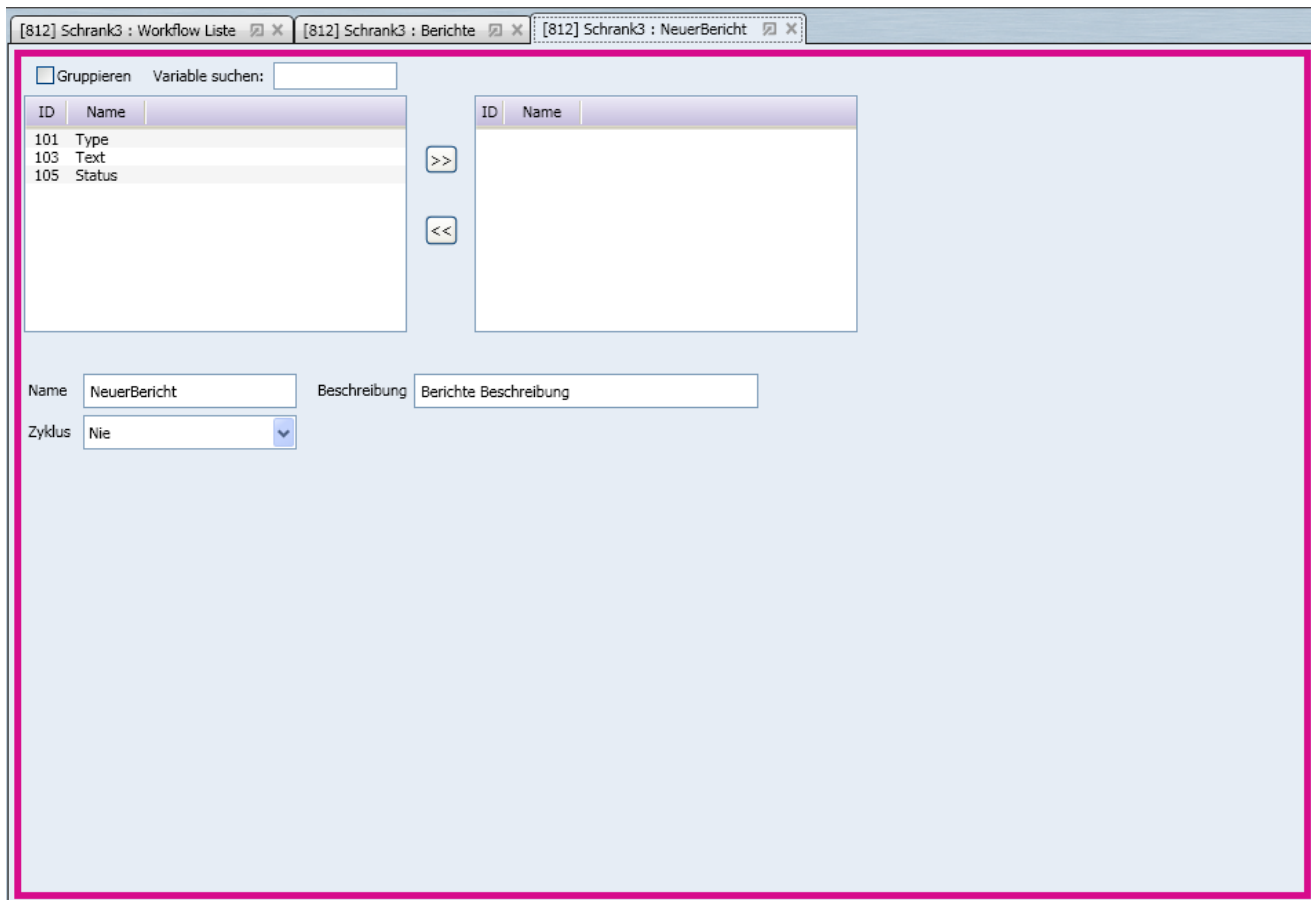 [812] Schrank3 : Workflow Liste [812] Schrank3 : Berichte [812] Schrank3 : NeuerBericht
Gruppieren Variable suchen:
ID Name ID Name
101 Type
103 Text
>>
105 Status
<<
Name NeuerBericht Beschreibung Berichte Beschreibung
Zyklus Nie